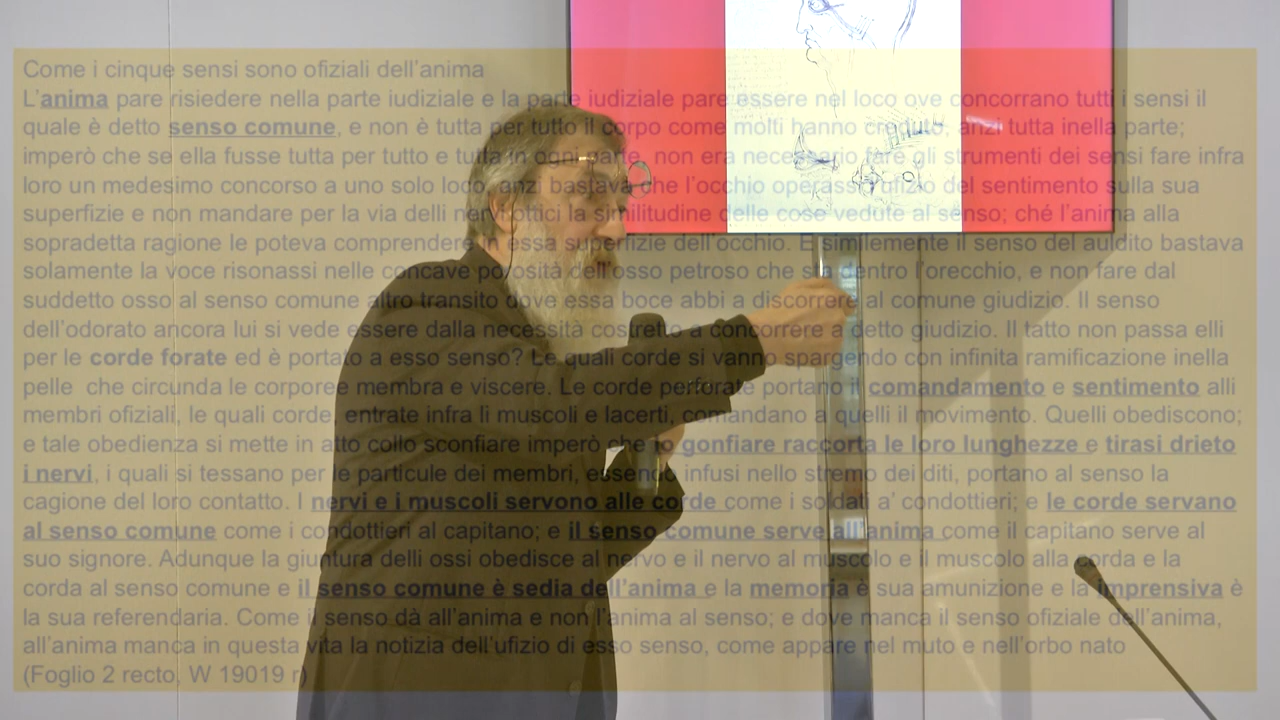 Come i cinque sensi sono ofiziali dell'anima
L'anima pare risiedere nella parte iudiziale e la parte iudiziale pare essere nel loco ove concorrano tutti i sensi il
quale è detto senso comune, e non è tutta per tutto il corpo come molti hanno creduto, anzi tutta inella parte;
imperò che se ella fusse tutta per tutto e tutta in ogni parte, non era necessario fare gli strumenti dei sensi fare infra
loro un medesimo concorso a uno solo loco, anzi bastava che l'occhio operassi l'ufizio del sentimento sulla sua
superfizie e non mandare per la via delli nervi ottici la similitudine delle cose vedute al senso; ché l'anima alla
sopradetta ragione le poteva comprendere in essa superfizie dell'occhio. E similemente il senso del auldito bastava
solamente la voce risonassi nelle concave porosità dell'osso petroso che sta dentro l'orecchio, e non fare dal
suddetto osso al senso comune altro transito dove essa boce abbi a discorrere al comune giudizio. Il senso
dell'odorato ancora lui si vede essere dalla necessità costretto a concorrere a detto giudizio. Il tatto non passa elli
per le corde forate ed è portato a esso senso? Le quali corde si vanno spargendo con infinita ramificazione inella
pelle che circunda le corporee membra e viscere. Le corde perforate portano il comandamento e sentimento alli
membri ofiziali, le quali corde, entrate infra li muscoli e lacerti, comandano a quelli il movimento. Quelli obediscono;
e tale obedienza si mette in atto collo sconfiare imperò che gonfiare raccorta le loro lunghezze e tirasi drieto
i nervi, i quali si tessano per le particule dei membri, essendo infusi nello stremo dei diti, portano al senso la
cagione del loro contatto. I nervi e i muscoli servono alle corde come i soldati a' condottieri; e le corde servano
al senso comune come i condottieri al capitano; e il senso comune serve all'anima come il capitano serve al
suo signore. Adunque la giuntura delli ossi obedisce al nervo e il nervo al muscolo e il muscolo alla corda e la
corda al senso comune e il senso comune è sedia dell'anima e la memoria è sua amunizione e la imprensiva è
la sua referendaria. Come il senso dà all'anima e non l'anima al senso; e dove manca il senso ofiziale dell'anima,
all'anima manca in questa vita la notizia dell'ufizio di esso senso, come appare nel muto e nell'orbo nato
(Foglio 2 recto, W 19019 r)